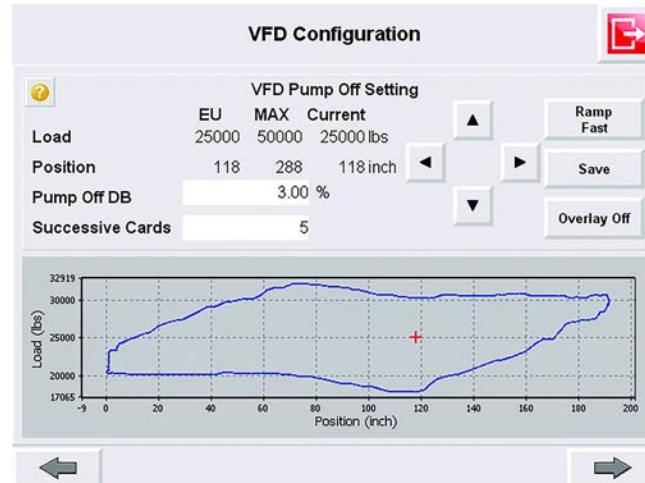 VFD Configuration
VFD Pump Off Setting
EU MAX Current
Load 25000 50000 25000 lbs
Position 118 288 118 inch
Pump Off DB 3.00 %
Successive Cards 5
Ramp
Fast
Save
Overlay Off
32919
30000
25000
20000
17065
Load (lbs)
-9 0 20 40 60 80 100 120 140 160 180 200
Position (inch)